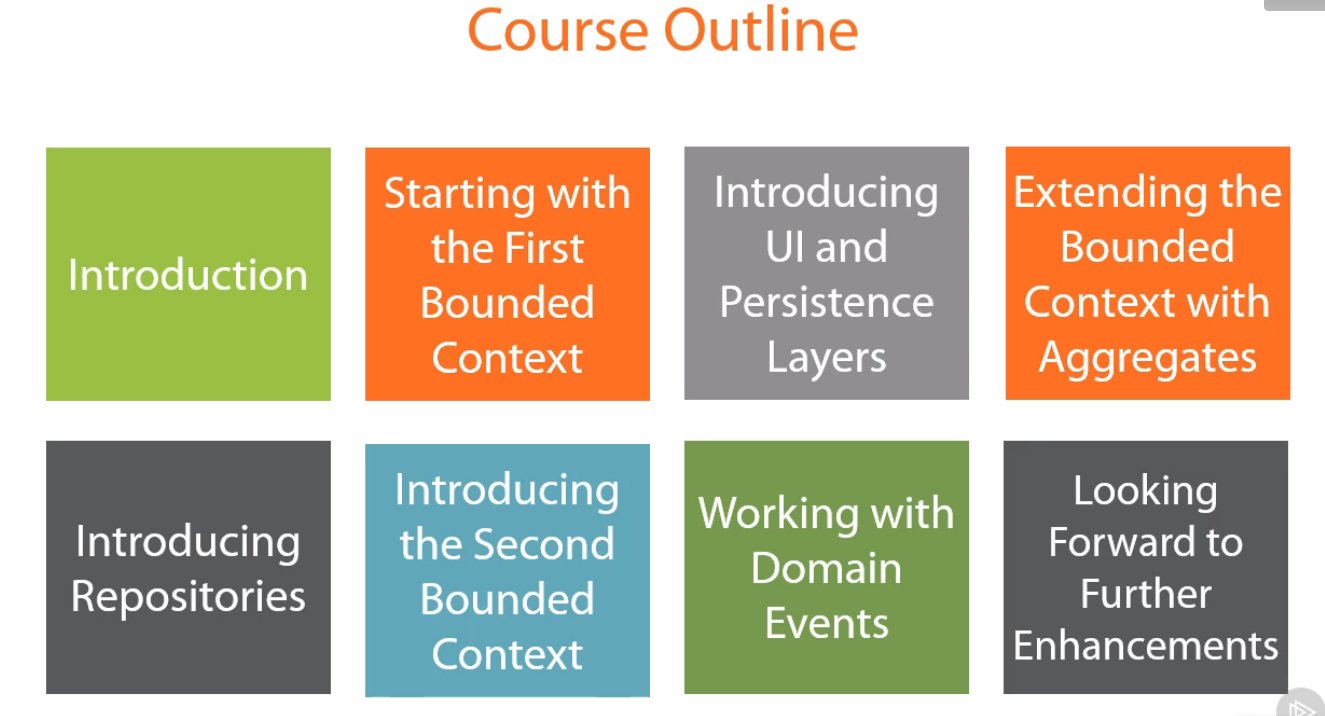 Course Outline
Introduction
Starting with
the First
Bounded
Context
Introducing
UI and
Persistence
Layers
Extending the
Bounded
Context with
Aggregates
Introducing
Repositories
Introducing
the Second
Bounded
Context
Working with
Domain
Events
Looking
Forward to
Further
Enhancements